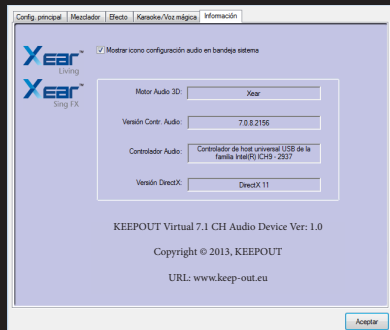 Config. principal Mezclador Efecto Karaoke/Voz mágica Información
Xear™
Living
Xear™
Sing FX
Mostrar icono configuración audio en bandeja sistema
Motor Audio 3D: Xear
Versión Contr. Audio: 7.0.8.2156
Controlador Audio: Controlador de host universal USB de la
familia Intel(R) ICH9 - 2937
Versión DirectX: DirectX 11
KEEPOUT Virtual 7.1 CH Audio Device Ver: 1.0
Copyright © 2013, KEEPOUT
URL: www.keep-out.eu
Aceptar